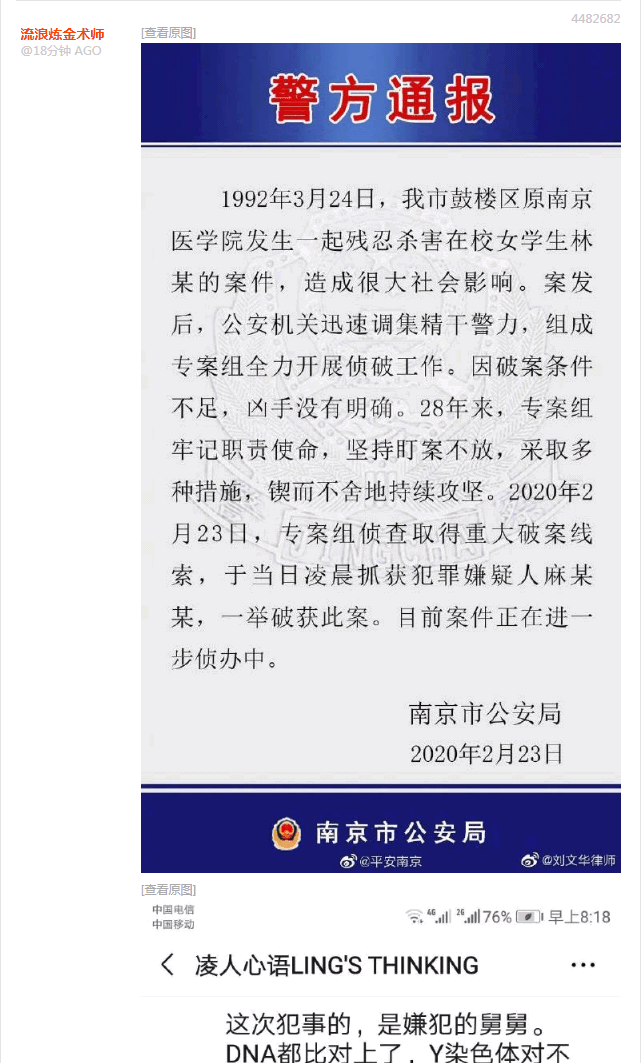 4482682
流浪炼金术师
@18分钟 AGO
[查看原图]
警方通报
1992年3月24日，我市鼓楼区原南京
医学院发生一起残忍杀害在校女学生林
某的案件，造成很大社会影响。案发
后，公安机关迅速调集精干警力，组成
专案组全力开展侦破工作。因破案条件
不足，凶手没有明确。28年来，专案组
牢记职责使命，坚持盯案不放，采取多
种措施，锲而不舍地持续攻坚。2020年2
月23日，专案组侦查取得重大破案线
索，于当日凌晨抓获犯罪嫌疑人麻某
某，一举破获此案。目前案件正在进一
步侦办中。
JINGCHA
南京市公安局
2020年2月23日
南京市公安局
@平安南京
@刘文华律师
[查看原图]
中国电信
中国移动
4G 2G 76% 早上8:18
凌人心语LING'S THINKING
这次犯事的，是嫌犯的舅舅。
DNA都比对上了，Y染色体对不